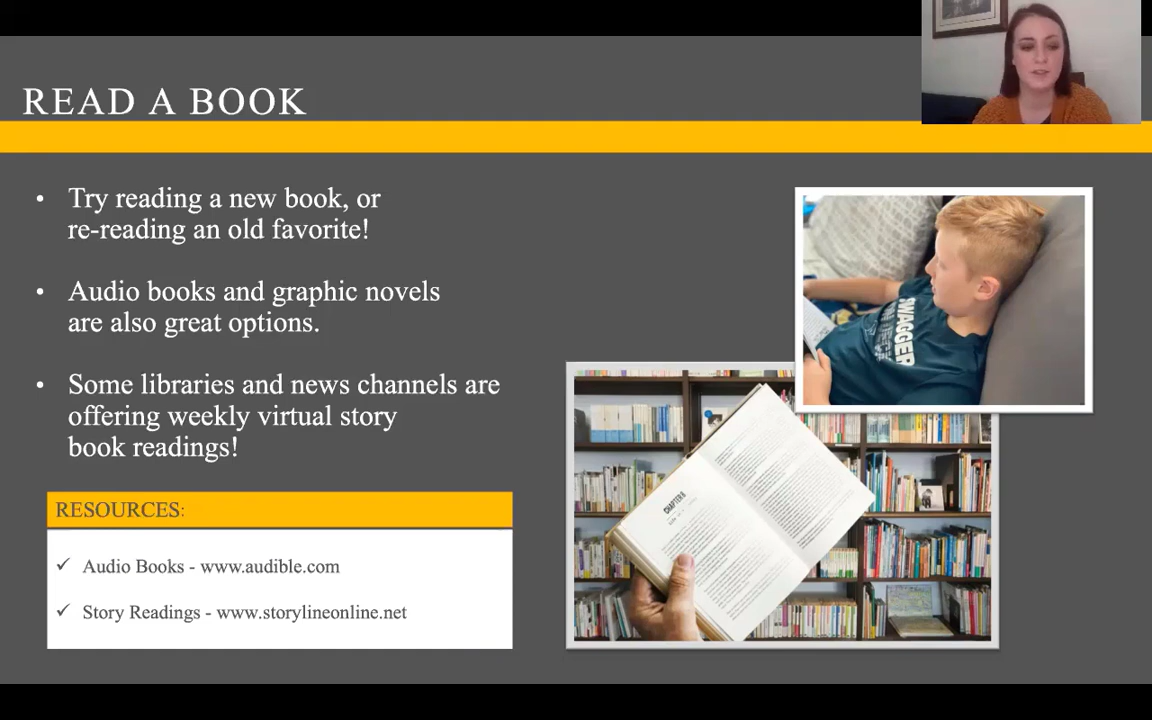 READ A BOOK
• Try reading a new book, or
re-reading an old favorite!
• Audio books and graphic novels
are also great options.
• Some libraries and news channels are
offering weekly virtual story
book readings!
RESOURCES:
✓ Audio Books - www.audible.com
✓ Story Readings - www.storylineonline.net
SWAGGER